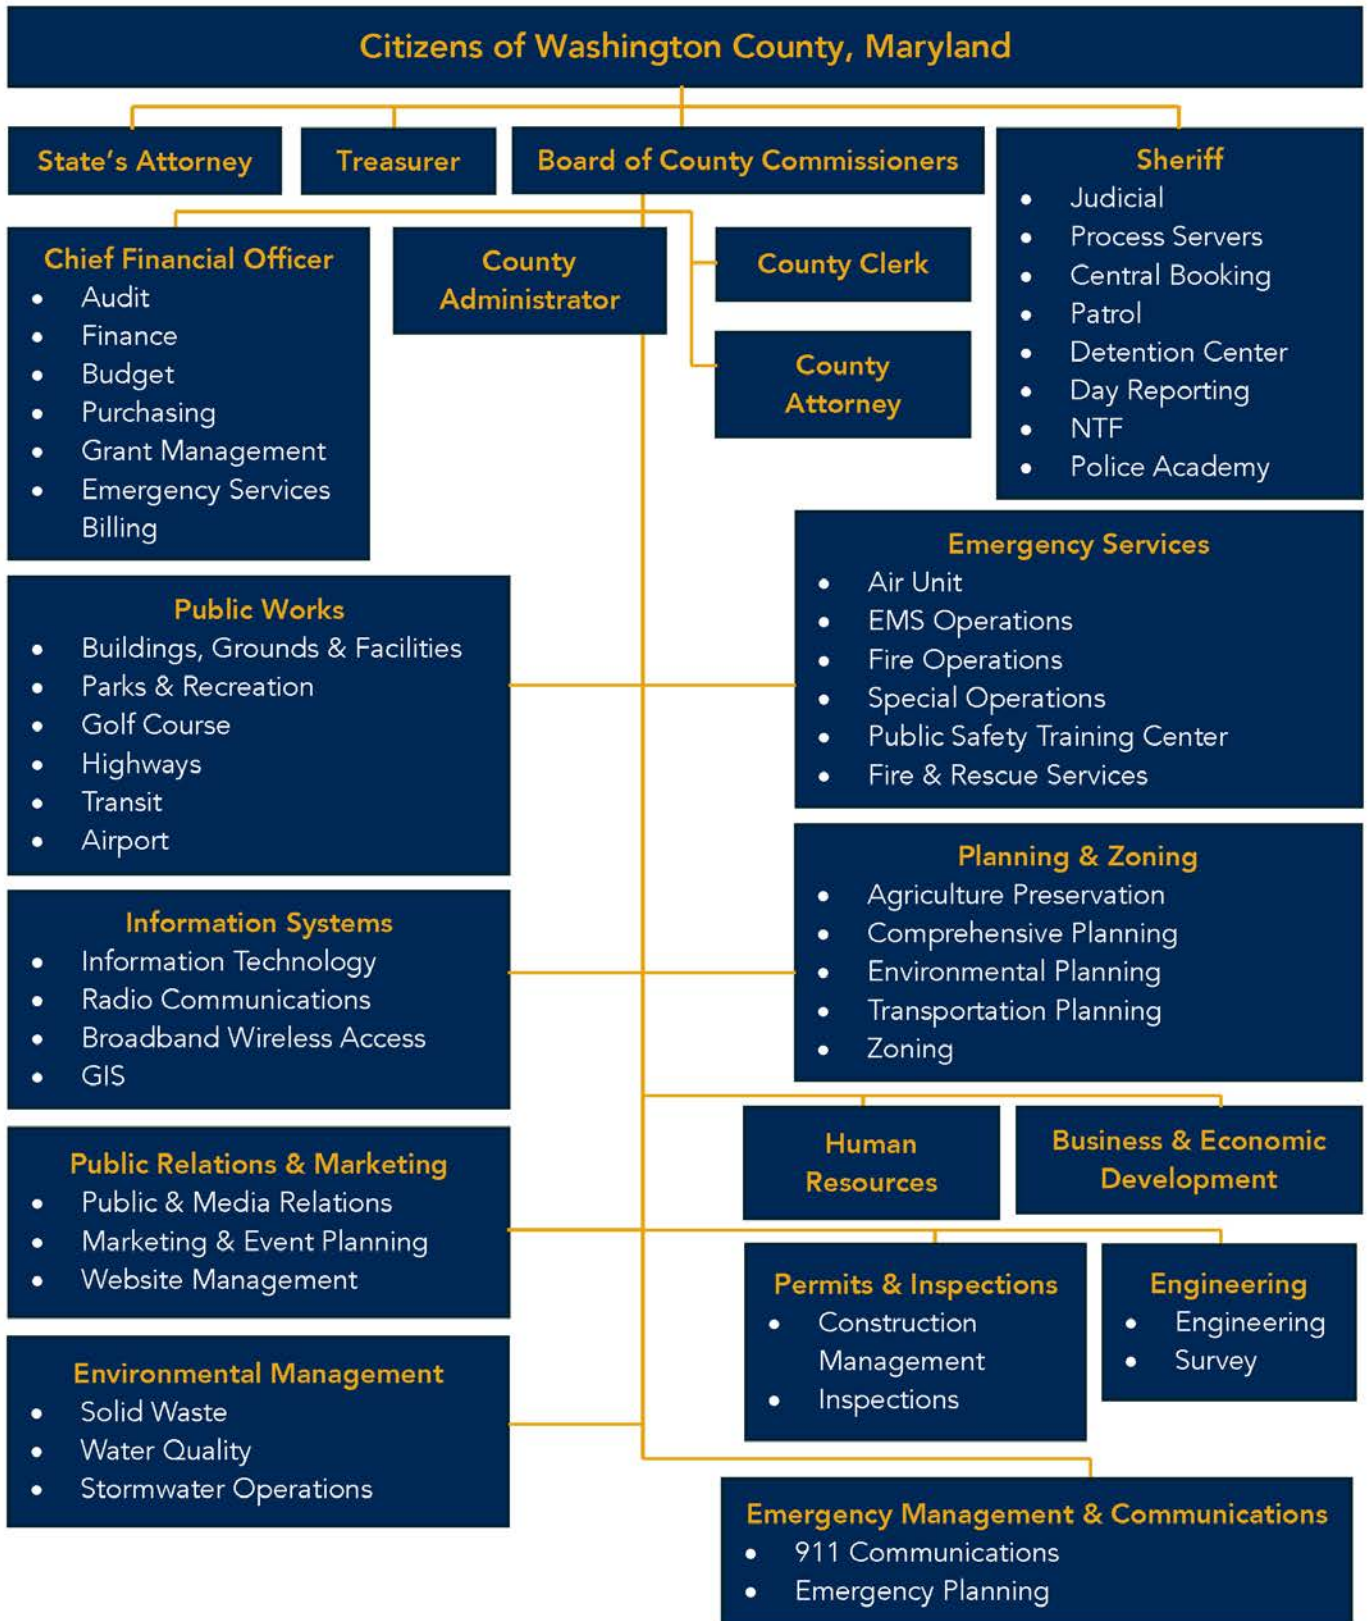 Citizens of Washington County, Maryland
State's Attorney
Treasurer
Board of County Commissioners
Sheriff
• Judicial
• Process Servers
• Central Booking
• Patrol
• Detention Center
• Day Reporting
• NTF
• Police Academy
Chief Financial Officer
• Audit
• Finance
• Budget
• Purchasing
• Grant Management
• Emergency Services
Billing
County
Administrator
County Clerk
County
Attorney
Emergency Services
• Air Unit
• EMS Operations
• Fire Operations
• Special Operations
• Public Safety Training Center
• Fire & Rescue Services
Public Works
• Buildings, Grounds & Facilities
• Parks & Recreation
• Golf Course
• Highways
• Transit
• Airport
Planning & Zoning
• Agriculture Preservation
• Comprehensive Planning
• Environmental Planning
• Transportation Planning
• Zoning
Information Systems
• Information Technology
• Radio Communications
• Broadband Wireless Access
• GIS
Human
Resources
Business & Economic
Development
Public Relations & Marketing
• Public & Media Relations
• Marketing & Event Planning
• Website Management
Permits & Inspections
• Construction
Management
• Inspections
Engineering
• Engineering
• Survey
Environmental Management
• Solid Waste
• Water Quality
• Stormwater Operations
Emergency Management & Communications
• 911 Communications
• Emergency Planning